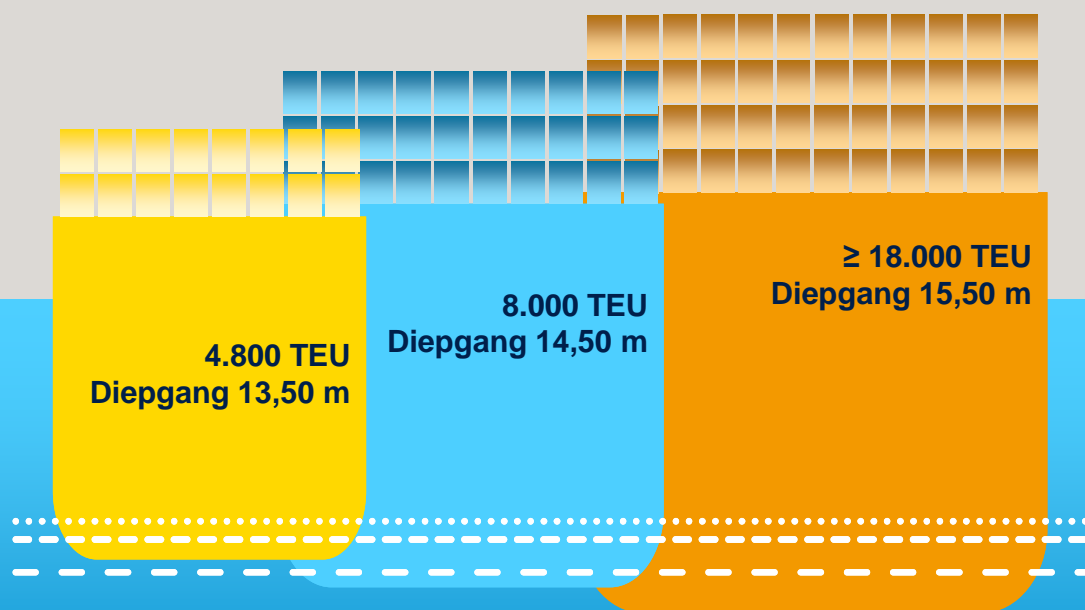 4.800 TEU
Diepgang 13,50 m
8.000 TEU
Diepgang 14,50 m
≥ 18.000 TEU
Diepgang 15,50 m